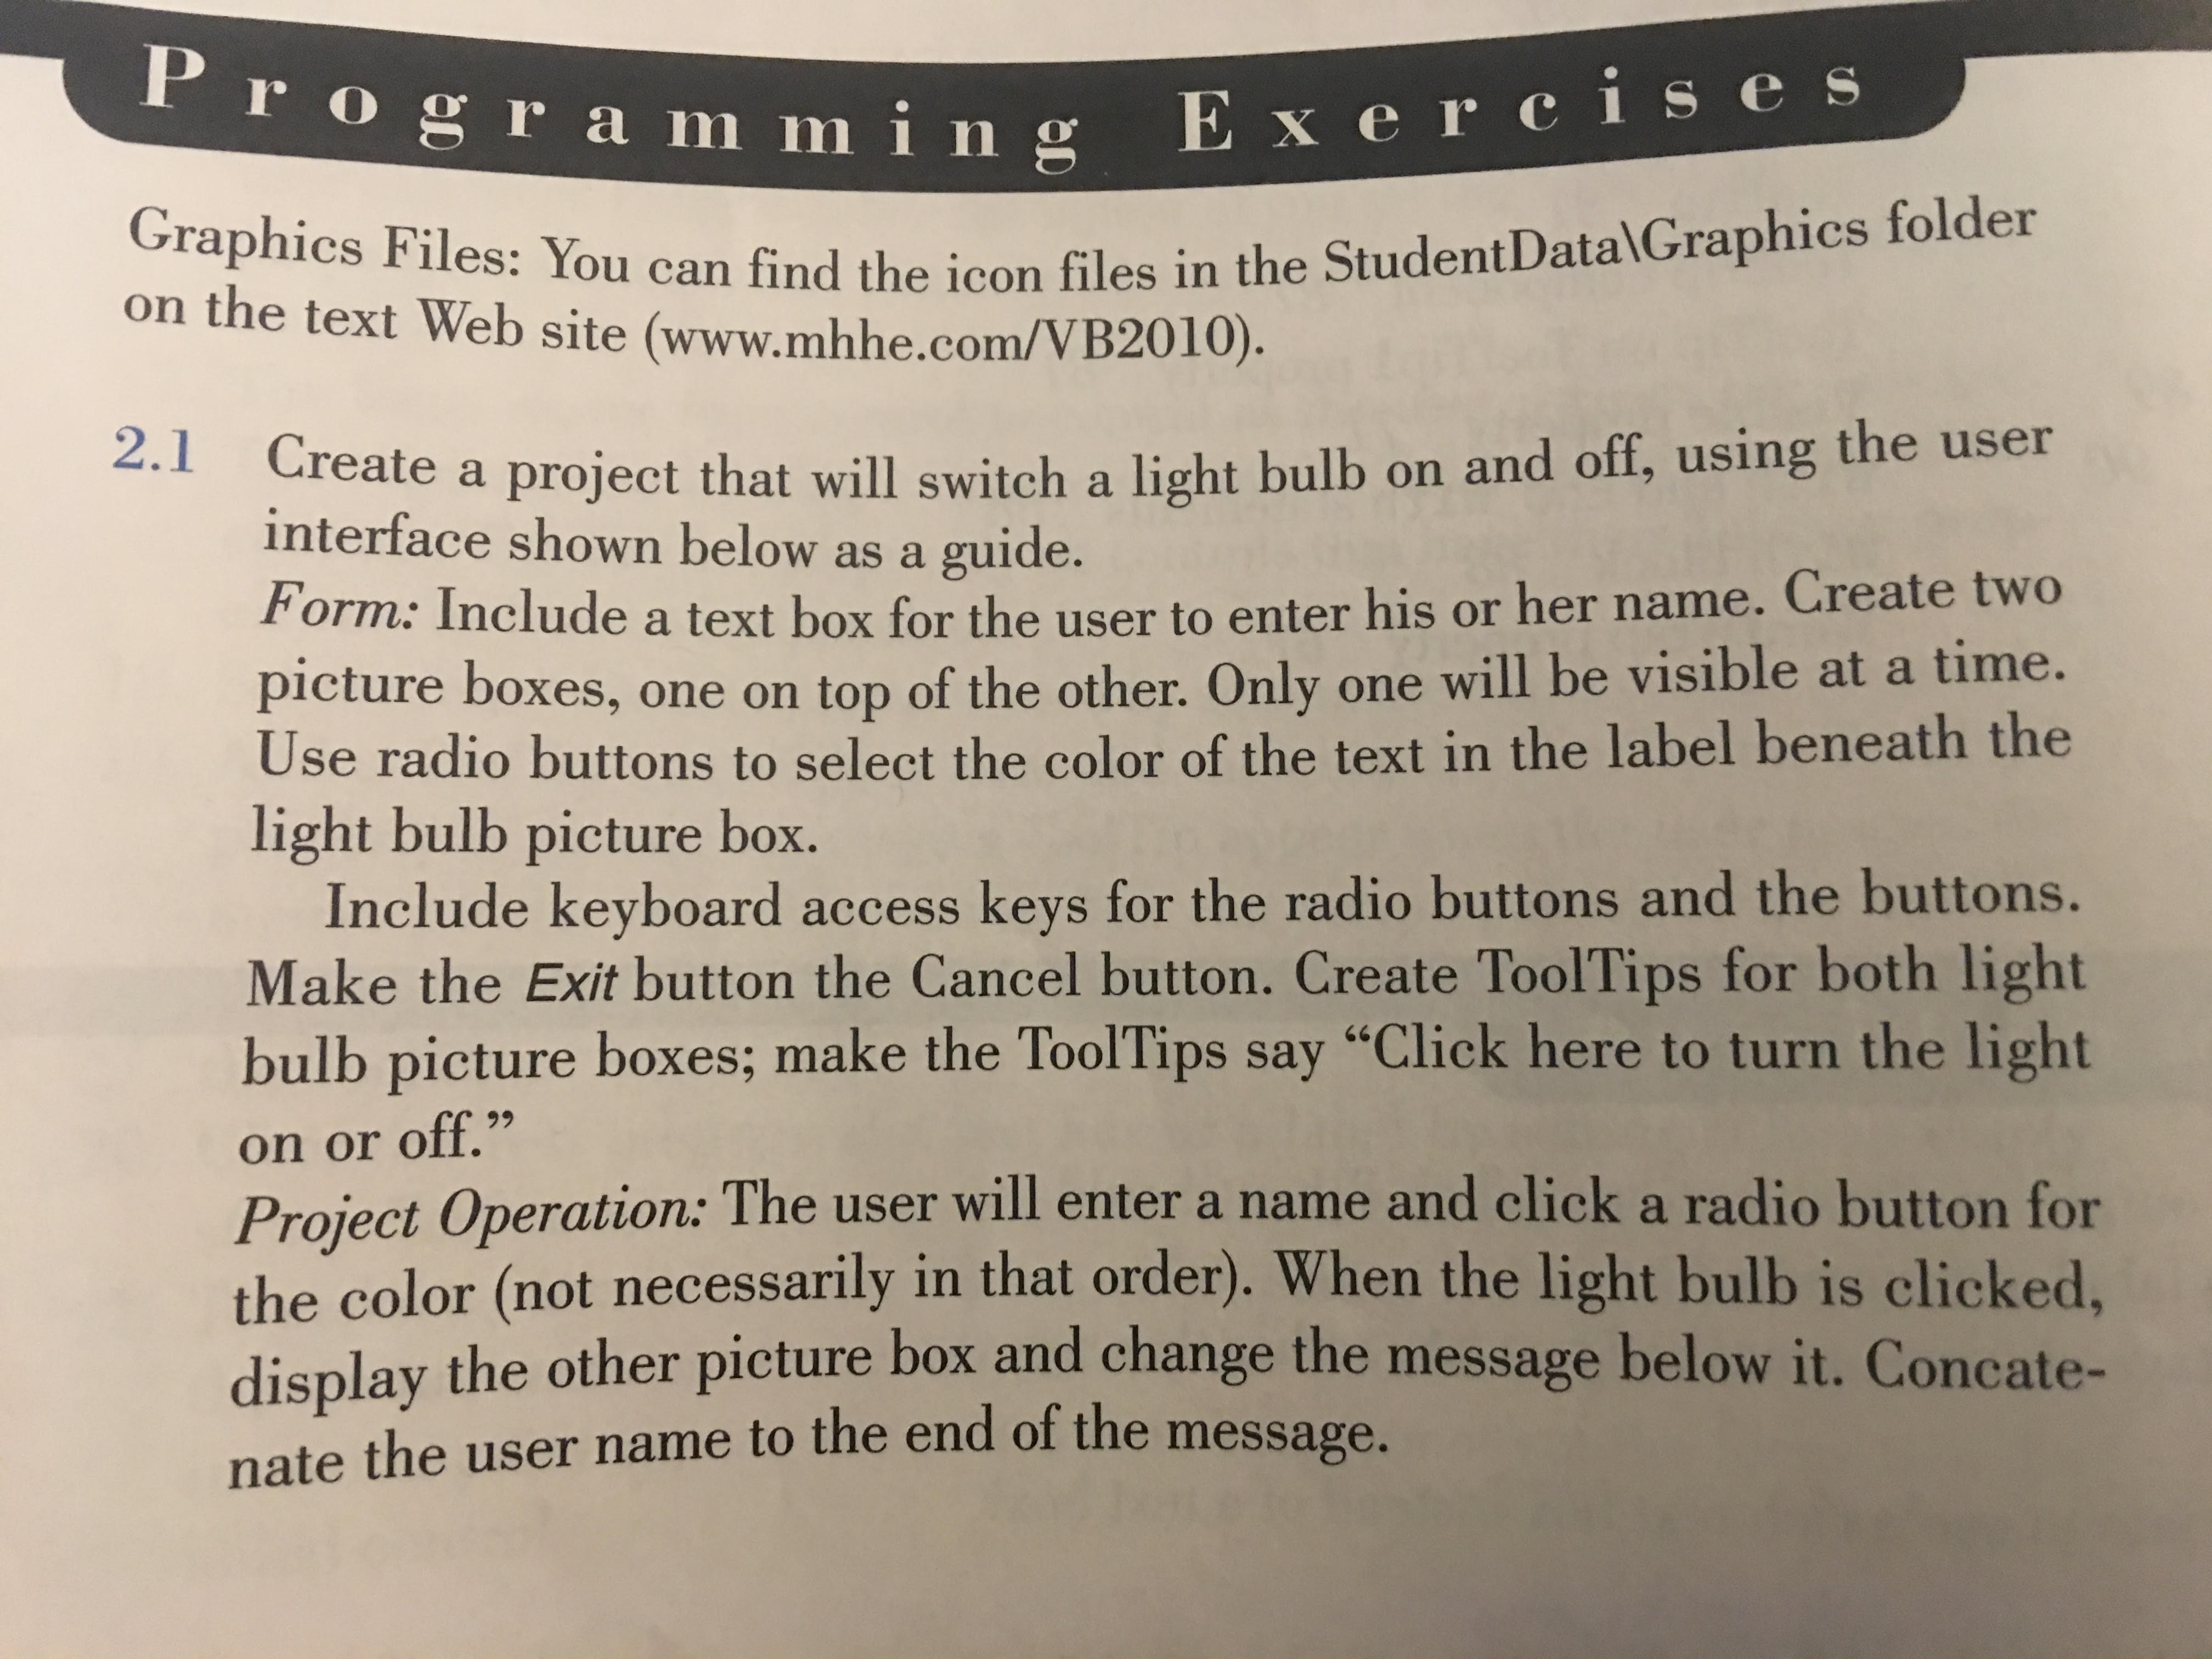 Programming Exercises
Graphics Files: You can find the icon files in the StudentData\Graphics folder
on the text Web site (www.mhhe.com/VB2010).
2.1 Create a project that will switch a light bulb on and off, using the user
interface shown below as a guide.
Form: Include a text box for the user to enter his or her name. Create two
picture boxes, one on top of the other. Only one will be visible at a time.
Use radio buttons to select the color of the text in the label beneath the
light bulb picture box.
Include keyboard access keys for the radio buttons and the buttons.
Make the Exit button the Cancel button. Create ToolTips for both light
bulb picture boxes; make the ToolTips say “Click here to turn the light
on or off.”
Project Operation: The user will enter a name and click a radio button for
the color (not necessarily in that order). When the light bulb is clicked,
display the other picture box and change the message below it. Concate-
nate the user name to the end of the message.